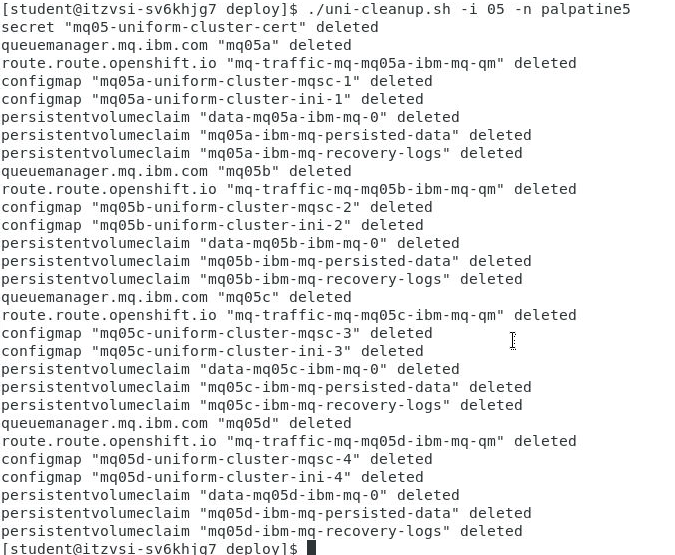 [student@itzvsi-sv6khjg7 deploy]$ ./uni-cleanup.sh -i 05 -n palpatine5
secret "mq05-uniform-cluster-cert" deleted
queuemanager.mq.ibm.com "mq05a" deleted
route.route.openshift.io "mq-traffic-mq-mq05a-ibm-mq-qm" deleted
configmap "mq05a-uniform-cluster-mqsc-1" deleted
configmap "mq05a-uniform-cluster-ini-1" deleted
persistentvolumeclaim "data-mq05a-ibm-mq-0" deleted
persistentvolumeclaim "mq05a-ibm-mq-persisted-data" deleted
persistentvolumeclaim "mq05a-ibm-mq-recovery-logs" deleted
queuemanager.mq.ibm.com "mq05b" deleted
route.route.openshift.io "mq-traffic-mq-mq05b-ibm-mq-qm" deleted
configmap "mq05b-uniform-cluster-mqsc-2" deleted
configmap "mq05b-uniform-cluster-ini-2" deleted
persistentvolumeclaim "data-mq05b-ibm-mq-0" deleted
persistentvolumeclaim "mq05b-ibm-mq-persisted-data" deleted
persistentvolumeclaim "mq05b-ibm-mq-recovery-logs" deleted
queuemanager.mq.ibm.com "mq05c" deleted
route.route.openshift.io "mq-traffic-mq-mq05c-ibm-mq-qm" deleted
configmap "mq05c-uniform-cluster-mqsc-3" deleted
configmap "mq05c-uniform-cluster-ini-3" deleted
persistentvolumeclaim "data-mq05c-ibm-mq-0" deleted
persistentvolumeclaim "mq05c-ibm-mq-persisted-data" deleted
persistentvolumeclaim "mq05c-ibm-mq-recovery-logs" deleted
queuemanager.mq.ibm.com "mq05d" deleted
route.route.openshift.io "mq-traffic-mq-mq05d-ibm-mq-qm" deleted
configmap "mq05d-uniform-cluster-mqsc-4" deleted
configmap "mq05d-uniform-cluster-ini-4" deleted
persistentvolumeclaim "data-mq05d-ibm-mq-0" deleted
persistentvolumeclaim "mq05d-ibm-mq-persisted-data" deleted
persistentvolumeclaim "mq05d-ibm-mq-recovery-logs" deleted
[student@itzvsi-sv6khjg7 deploy]$